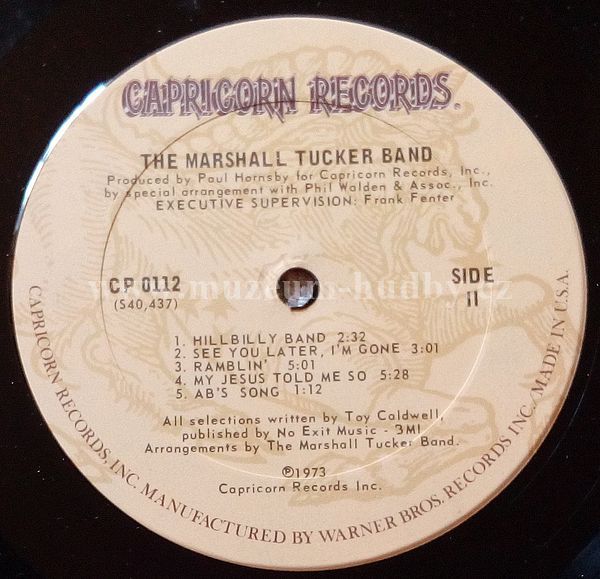 CAPRICORN RECORDS.
THE MARSHALL TUCKER BAND
Produced by Paul Hornsby for Capricorn Records, Inc.,
by special arrangement with Phil Walden & Assoc., Inc.
EXECUTIVE SUPERVISION: Frank Fenter
CP 0112
(S40,437)
SIDE
II
www.muzeum-hudby.cz
1. HILLBILLY BAND 2:32
2. SEE YOU LATER, I'M GONE 3:01
3. RAMBLIN' 5:01
4. MY JESUS TOLD ME SO 5:28
5. AB'S SONG 1:12
All selections written by Toy Caldwell,
published by No Exit Music - BMI
Arrangements by The Marshall Tucker Band.
℗1973
Capricorn Records Inc.
CAPRICORN RECORDS, INC. MANUFACTURED BY WARNER BROS. RECORDS INC. MADE IN U.S.A.